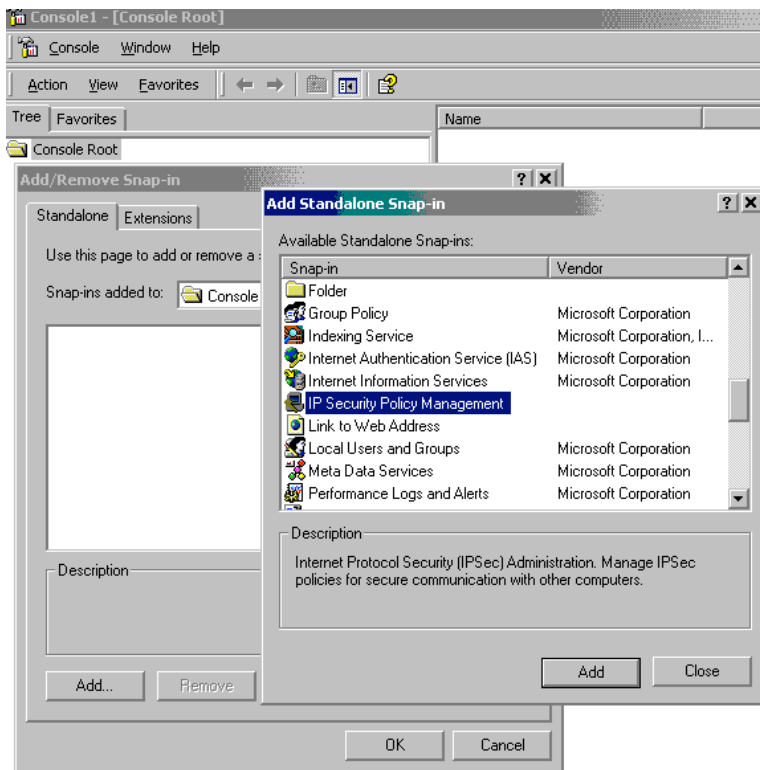 Console1 - [Console Root]
Console Window Help
Action View Favorites
Tree Favorites Name
Console Root
Add/Remove Snap-in
Standalone Extensions
Use this page to add or remove a
Snap-ins added to: Console
Description
Add... Remove
OK Cancel
Add Standalone Snap-in
Available Standalone Snap-ins:
Snap-in Vendor
Folder
Group Policy Microsoft Corporation
Indexing Service Microsoft Corporation, I...
Internet Authentication Service (IAS) Microsoft Corporation
Internet Information Services Microsoft Corporation
IP Security Policy Management
Link to Web Address
Local Users and Groups Microsoft Corporation
Meta Data Services Microsoft Corporation
Performance Logs and Alerts Microsoft Corporation
Description
Internet Protocol Security (IPSec) Administration. Manage IPSec
policies for secure communication with other computers.
Add Close